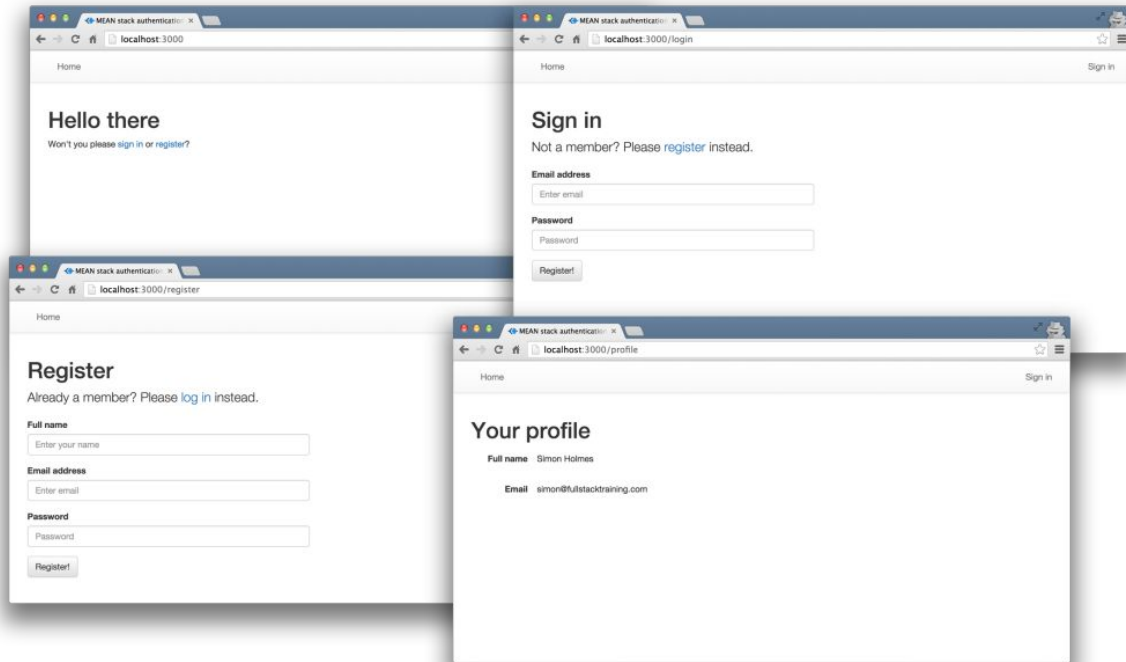 MEAN stack authentication
localhost:3000
Home
Hello there
Won't you please sign in or register?
MEAN stack authentication
localhost:3000/login
Home
Sign in
Sign in
Not a member? Please register instead.
Email address
Enter email
Password
Password
Register!
MEAN stack authentication
localhost:3000/register
Home
Register
Already a member? Please log in instead.
Full name
Enter your name
Email address
Enter email
Password
Password
Register!
MEAN stack authentication
localhost:3000/profile
Home
Sign in
Your profile
Full name Simon Holmes
Email simon@fullstacktraining.com